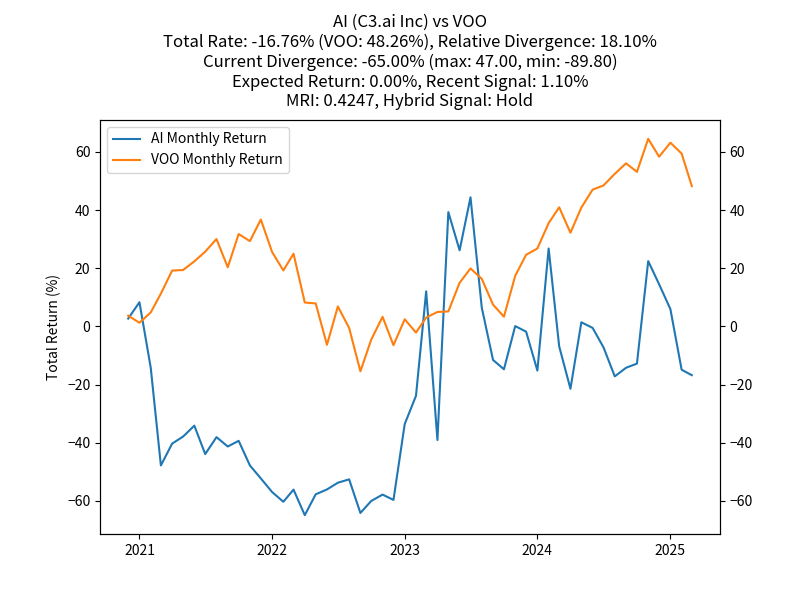 AI (C3.ai Inc) vs VOO
Total Rate: -16.76% (VOO: 48.26%), Relative Divergence: 18.10%
Current Divergence: -65.00% (max: 47.00, min: -89.80)
Expected Return: 0.00%, Recent Signal: 1.10%
MRI: 0.4247, Hybrid Signal: Hold
AI Monthly Return
VOO Monthly Return
Total Return (%)
60
40
20
0
−20
−40
−60
60
40
20
0
−20
−40
−60
2021
2022
2023
2024
2025